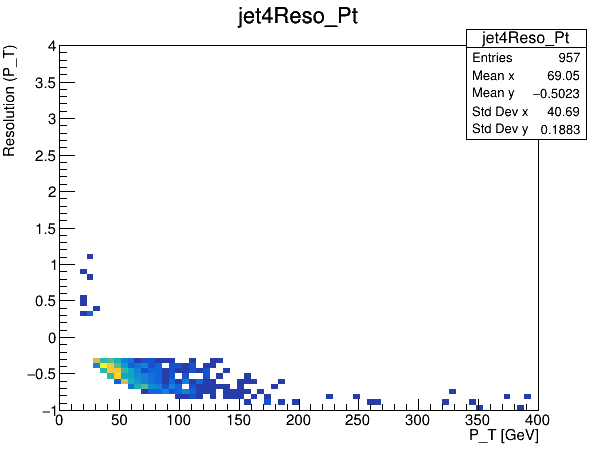 jet4Reso_Pt
jet4Reso_Pt
Entries 957
Mean x 69.05
Mean y −0.5023
Std Dev x 40.69
Std Dev y 0.1883
Resolution (P_T)
4
3.5
3
2.5
2
1.5
1
0.5
0
−0.5
−1
0 50 100 150 200 250 300 350 400
P_T [GeV]